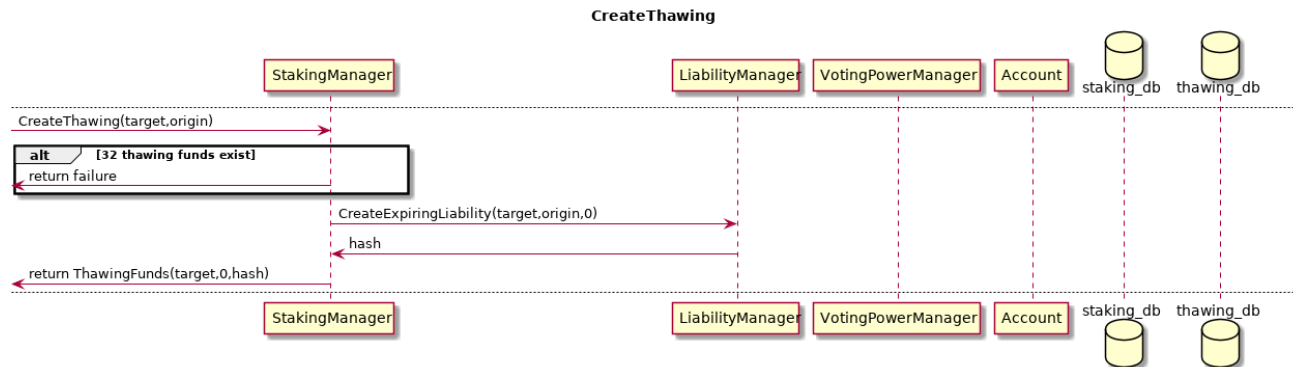 CreateThawing
StakingManager
LiabilityManager
VotingPowerManager
Account
staking_db
thawing_db
CreateThawing(target,origin)
alt
[32 thawing funds exist]
return failure
CreateExpiringLiability(target,origin,0)
hash
return ThawingFunds(target,0,hash)
StakingManager
LiabilityManager
VotingPowerManager
Account
staking_db
thawing_db